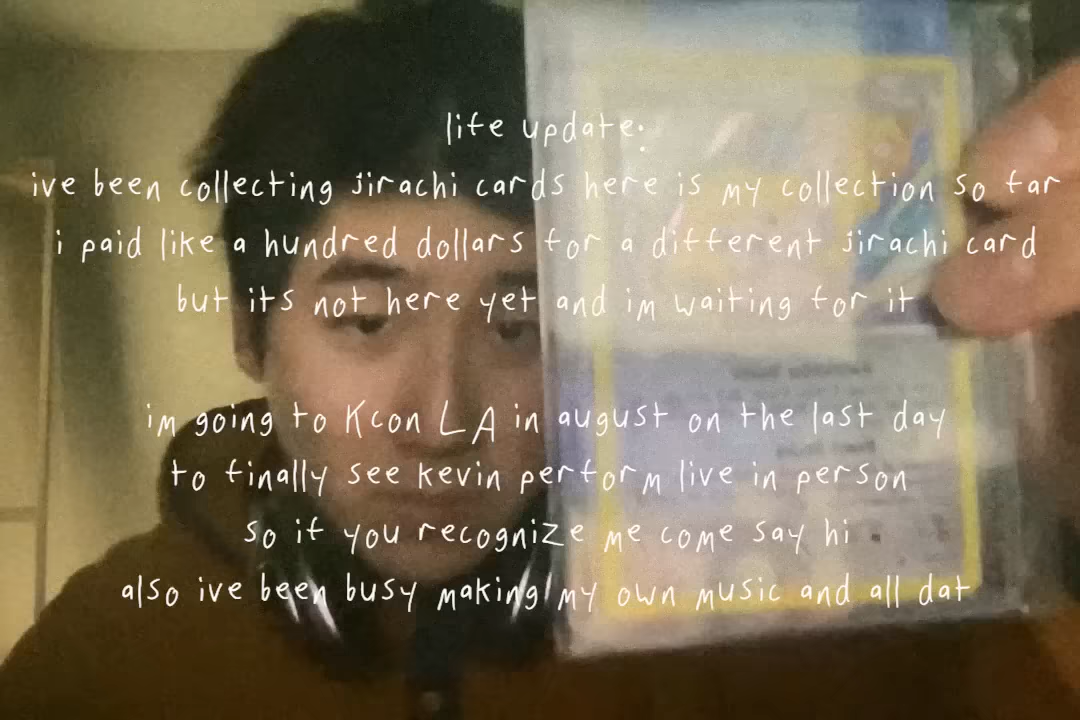 life update:
ive been collecting jirachi cards here is my collection so far
i paid like a hundred dollars for a different jirachi card
but its not here yet and im waiting for it
im going to Kcon LA in august on the last day
to finally see kevin perform live in person
so if you recognize me come say hi
also ive been busy making my own music and all dat